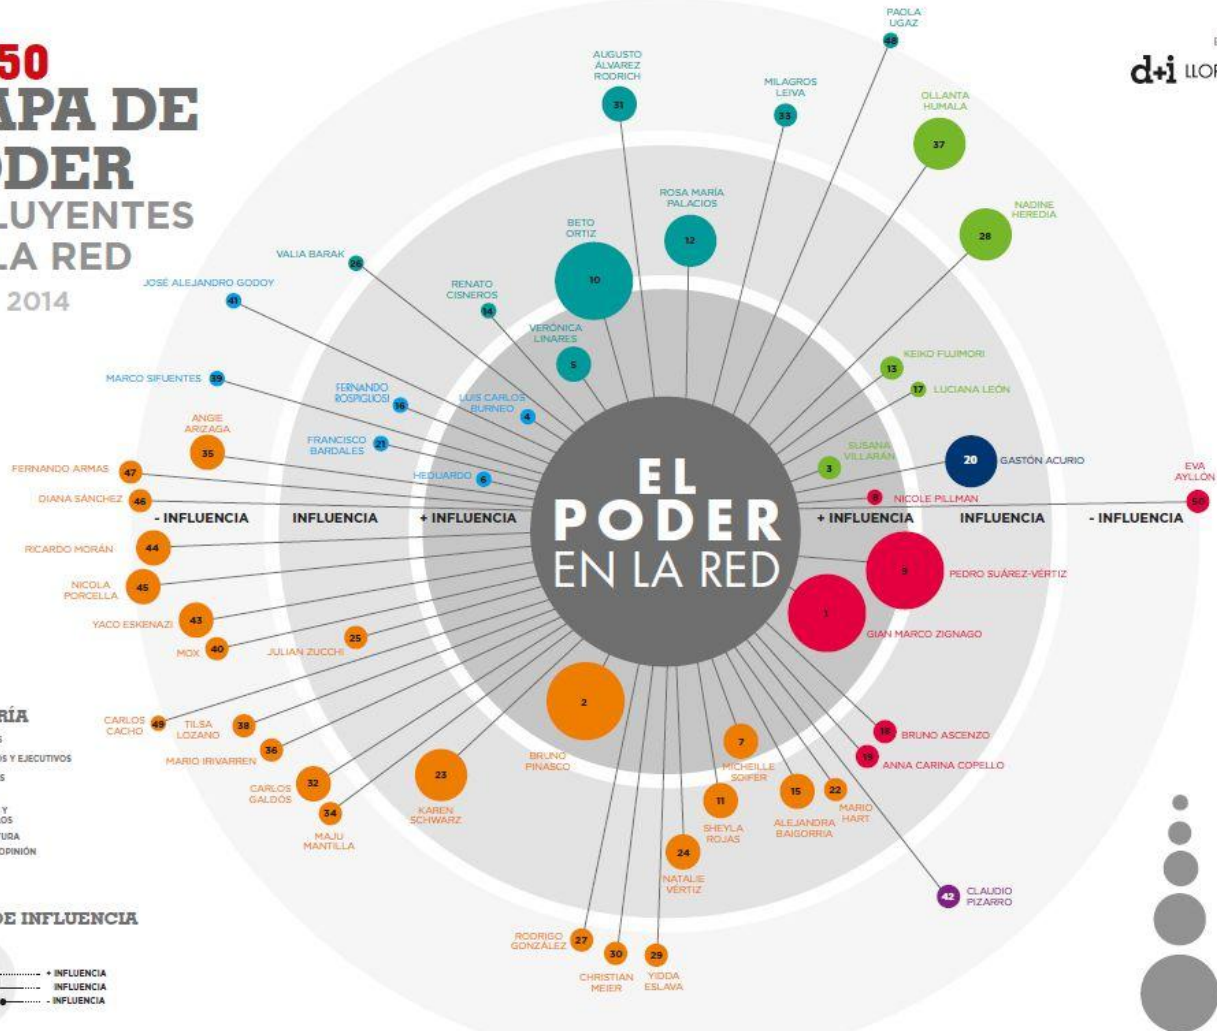 50
APA DE
ODER
LUYENTES
LA RED
2014
d+i LLOR
PAOLA
UGAZ
48
AUGUSTO
ÁLVAREZ
RODRICH
31
MILAGROS
LEIVA
33
OLLANTA
HUMALA
37
NADINE
HEREDIA
28
ROSA MARÍA
PALACIOS
12
BETO
ORTIZ
10
VALIA BARAK
26
RENATO
CISNEROS
14
VERÓNICA
LINARES
5
JOSÉ ALEJANDRO GODOY
41
MARCO SIFUENTES
39
FERNANDO
ROSPIGLIOSI
16
LUIS CARLOS
BURNEO
4
FRANCISCO
BARDALES
21
HEDUARDO
6
KEIKO FUJIMORI
13
LUCIANA LEÓN
17
SUSANA
VILLARÁN
3
GASTÓN ACURIO
20
NICOLE PILLMAN
8
EVA
AYLLÓN
50
ANGIE
ARIZAGA
35
FERNANDO ARMAS
47
DIANA SÁNCHEZ
46
- INFLUENCIA
INFLUENCIA
+ INFLUENCIA
EL
PODER
EN LA RED
+ INFLUENCIA
INFLUENCIA
- INFLUENCIA
RICARDO MORÁN
44
NICOLA
PORCELLA
45
YACO ESKENAZI
43
MOX
40
JULIAN ZUCCHI
25
9
PEDRO SUÁREZ-VÉRTIZ
1
GIAN MARCO ZIGNAGO
CARLOS
CACHO
49
TILSA
LOZANO
38
MARIO IRIVARREN
36
CARLOS
GALDÓS
32
MAJU
MANTILLA
34
KAREN
SCHWARZ
23
2
BRUNO
PINASCO
7
MICHEILLE
SOIFER
18
BRUNO ASCENZO
19
ANNA CARINA COPELLO
11
SHEYLA
ROJAS
15
ALEJANDRA
BAIGORRIA
22
MARIO
HART
24
NATALIE
VÉRTIZ
42
CLAUDIO
PIZARRO
RODRIGO
GONZÁLEZ
27
30
CHRISTIAN
MEIER
29
YIDDA
ESLAVA
RÍA
S
S Y EJECUTIVOS
S
Y
OS
URA
OPINIÓN
DE INFLUENCIA
+ INFLUENCIA
INFLUENCIA
- INFLUENCIA